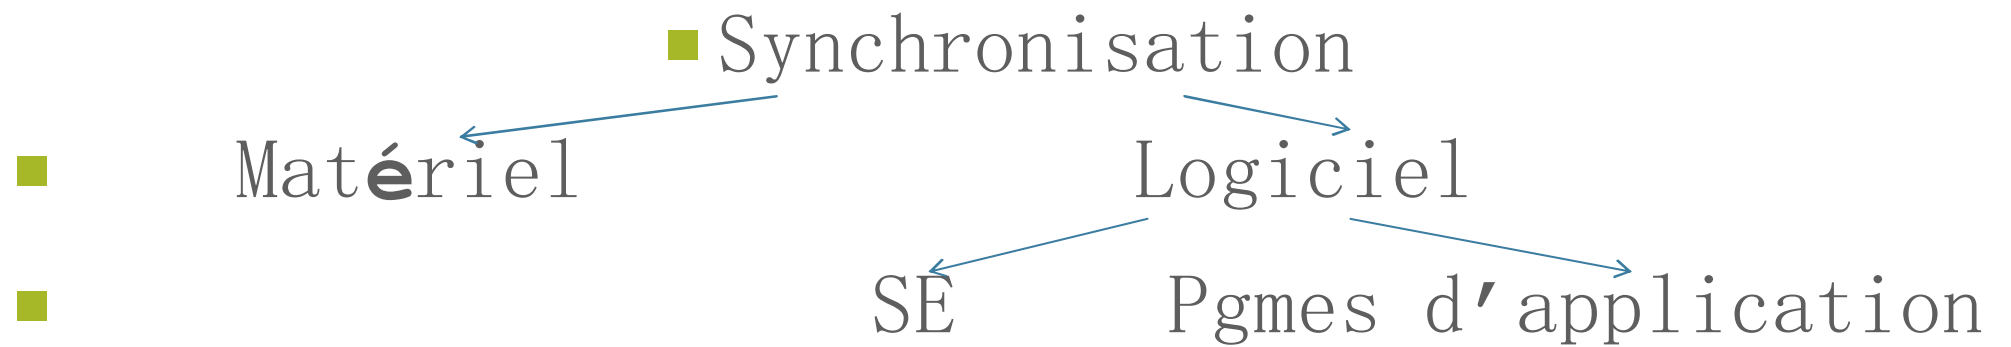 Synchronisation
Matériel Logiciel
SE Pgmes d'application